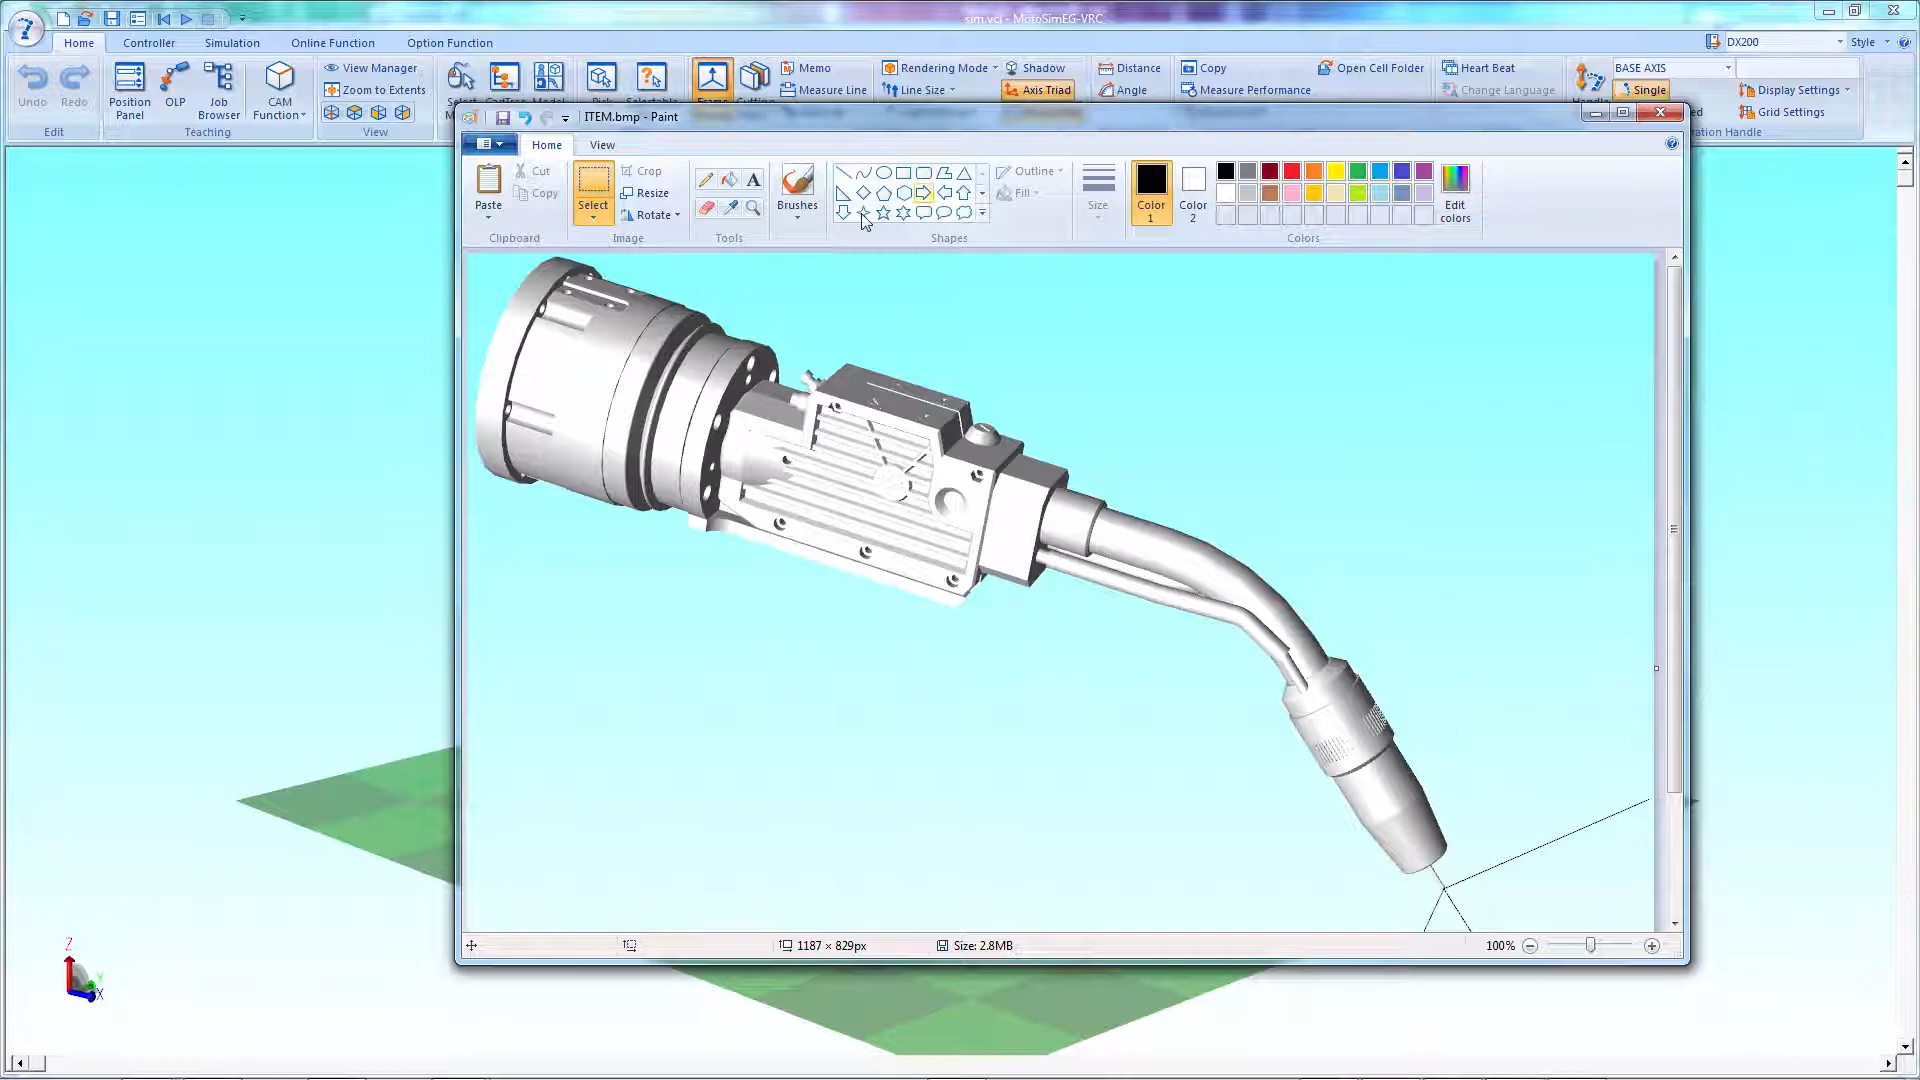 sim.vcj - MotoSimEG-VRC
Home Controller Simulation Online Function Option Function
DX200 Style
Undo Redo
Edit
Position Panel
OLP
Job Browser
Teaching
CAM Function
View Manager
Zoom to Extents
View
Memo
Measure Line
Rendering Mode
Line Size
Shadow
Axis Triad
Distance
Angle
Copy
Measure Performance
Open Cell Folder
Heart Beat
Change Language
BASE AXIS
Single
Display Settings
Grid Settings
ITEM.bmp - Paint
Home View
Paste
Cut
Copy
Clipboard
Select
Crop
Resize
Rotate
Image
A
Tools
Brushes
Outline
Fill
Shapes
Size
Color 1
Color 2
Edit colors
Colors
1187 × 829px
Size: 2.8MB
100%
Z
Y
X